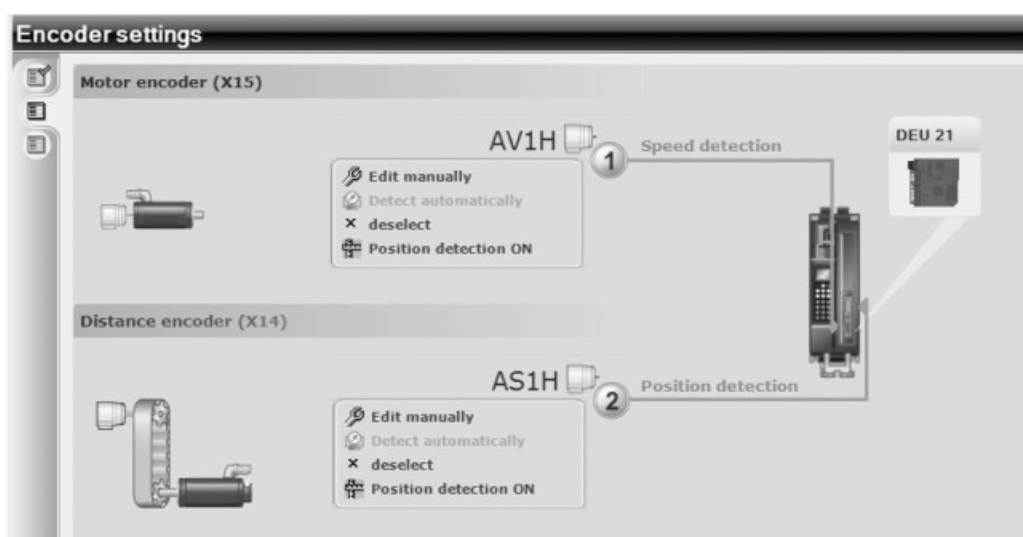 Encoder settings
Motor encoder (X15)
AV1H
1
Speed detection
DEU 21
Edit manually
Detect automatically
× deselect
Position detection ON
Distance encoder (X14)
AS1H
2
Position detection
Edit manually
Detect automatically
× deselect
Position detection ON